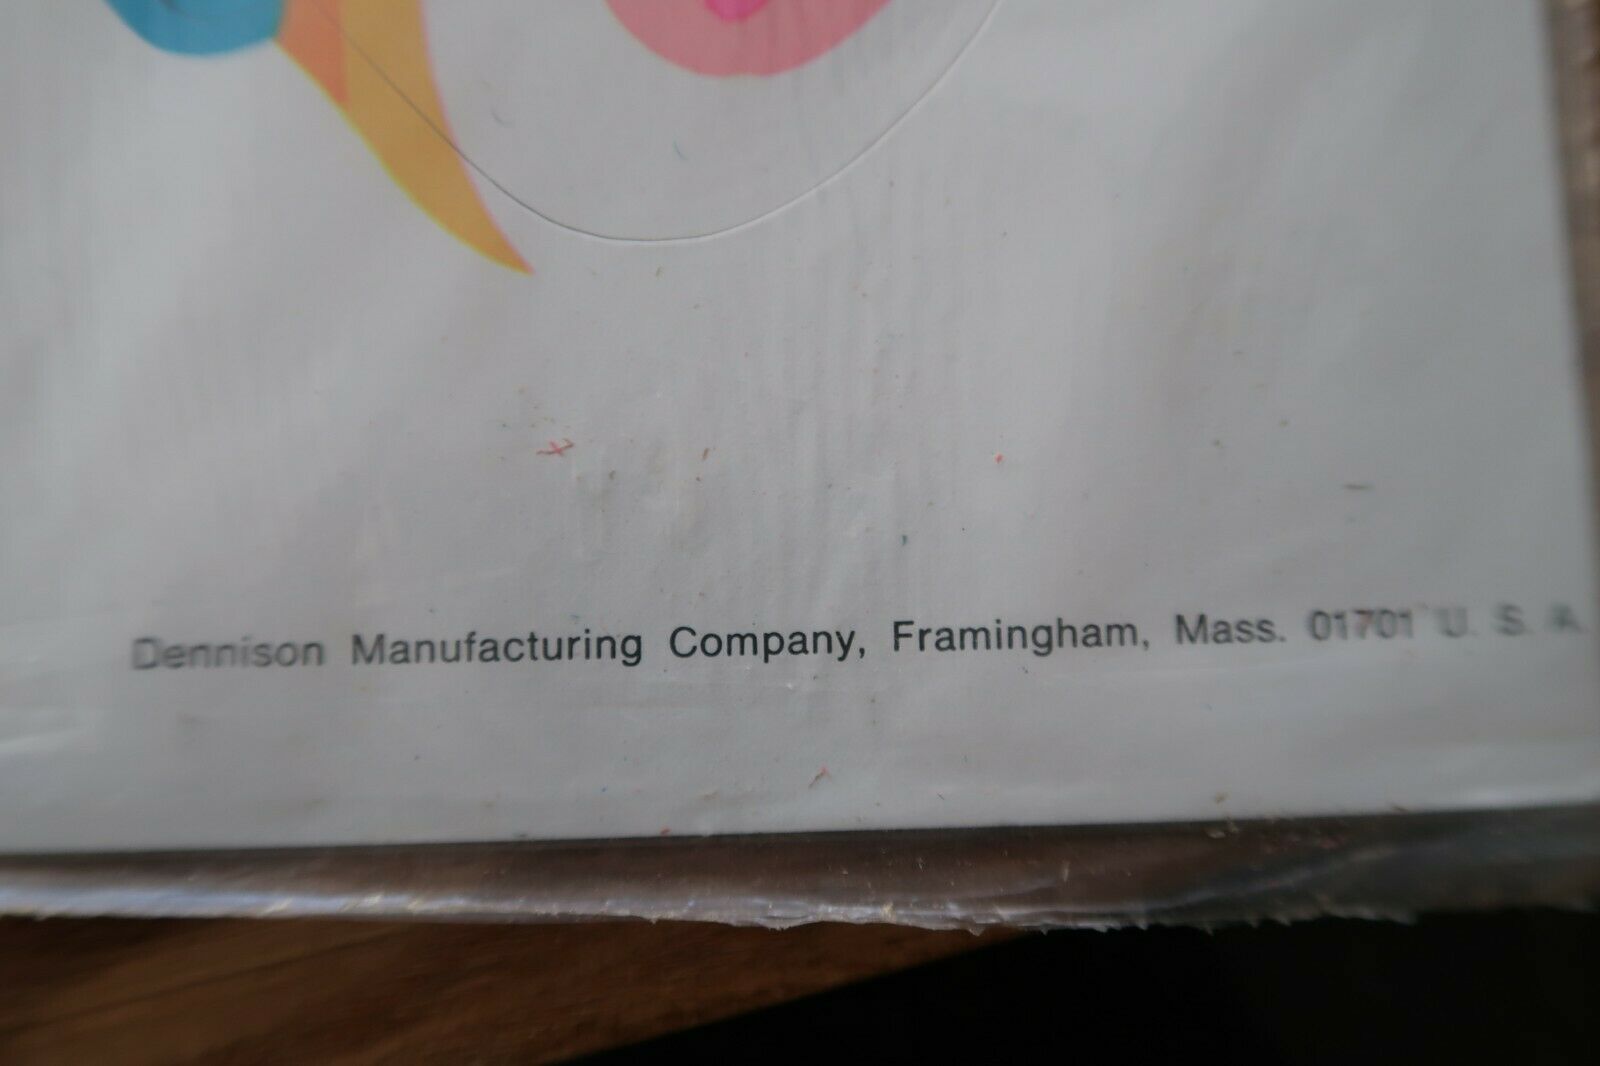 Dennison Manufacturing Company, Framingham, Mass. 01701 U. S. A.